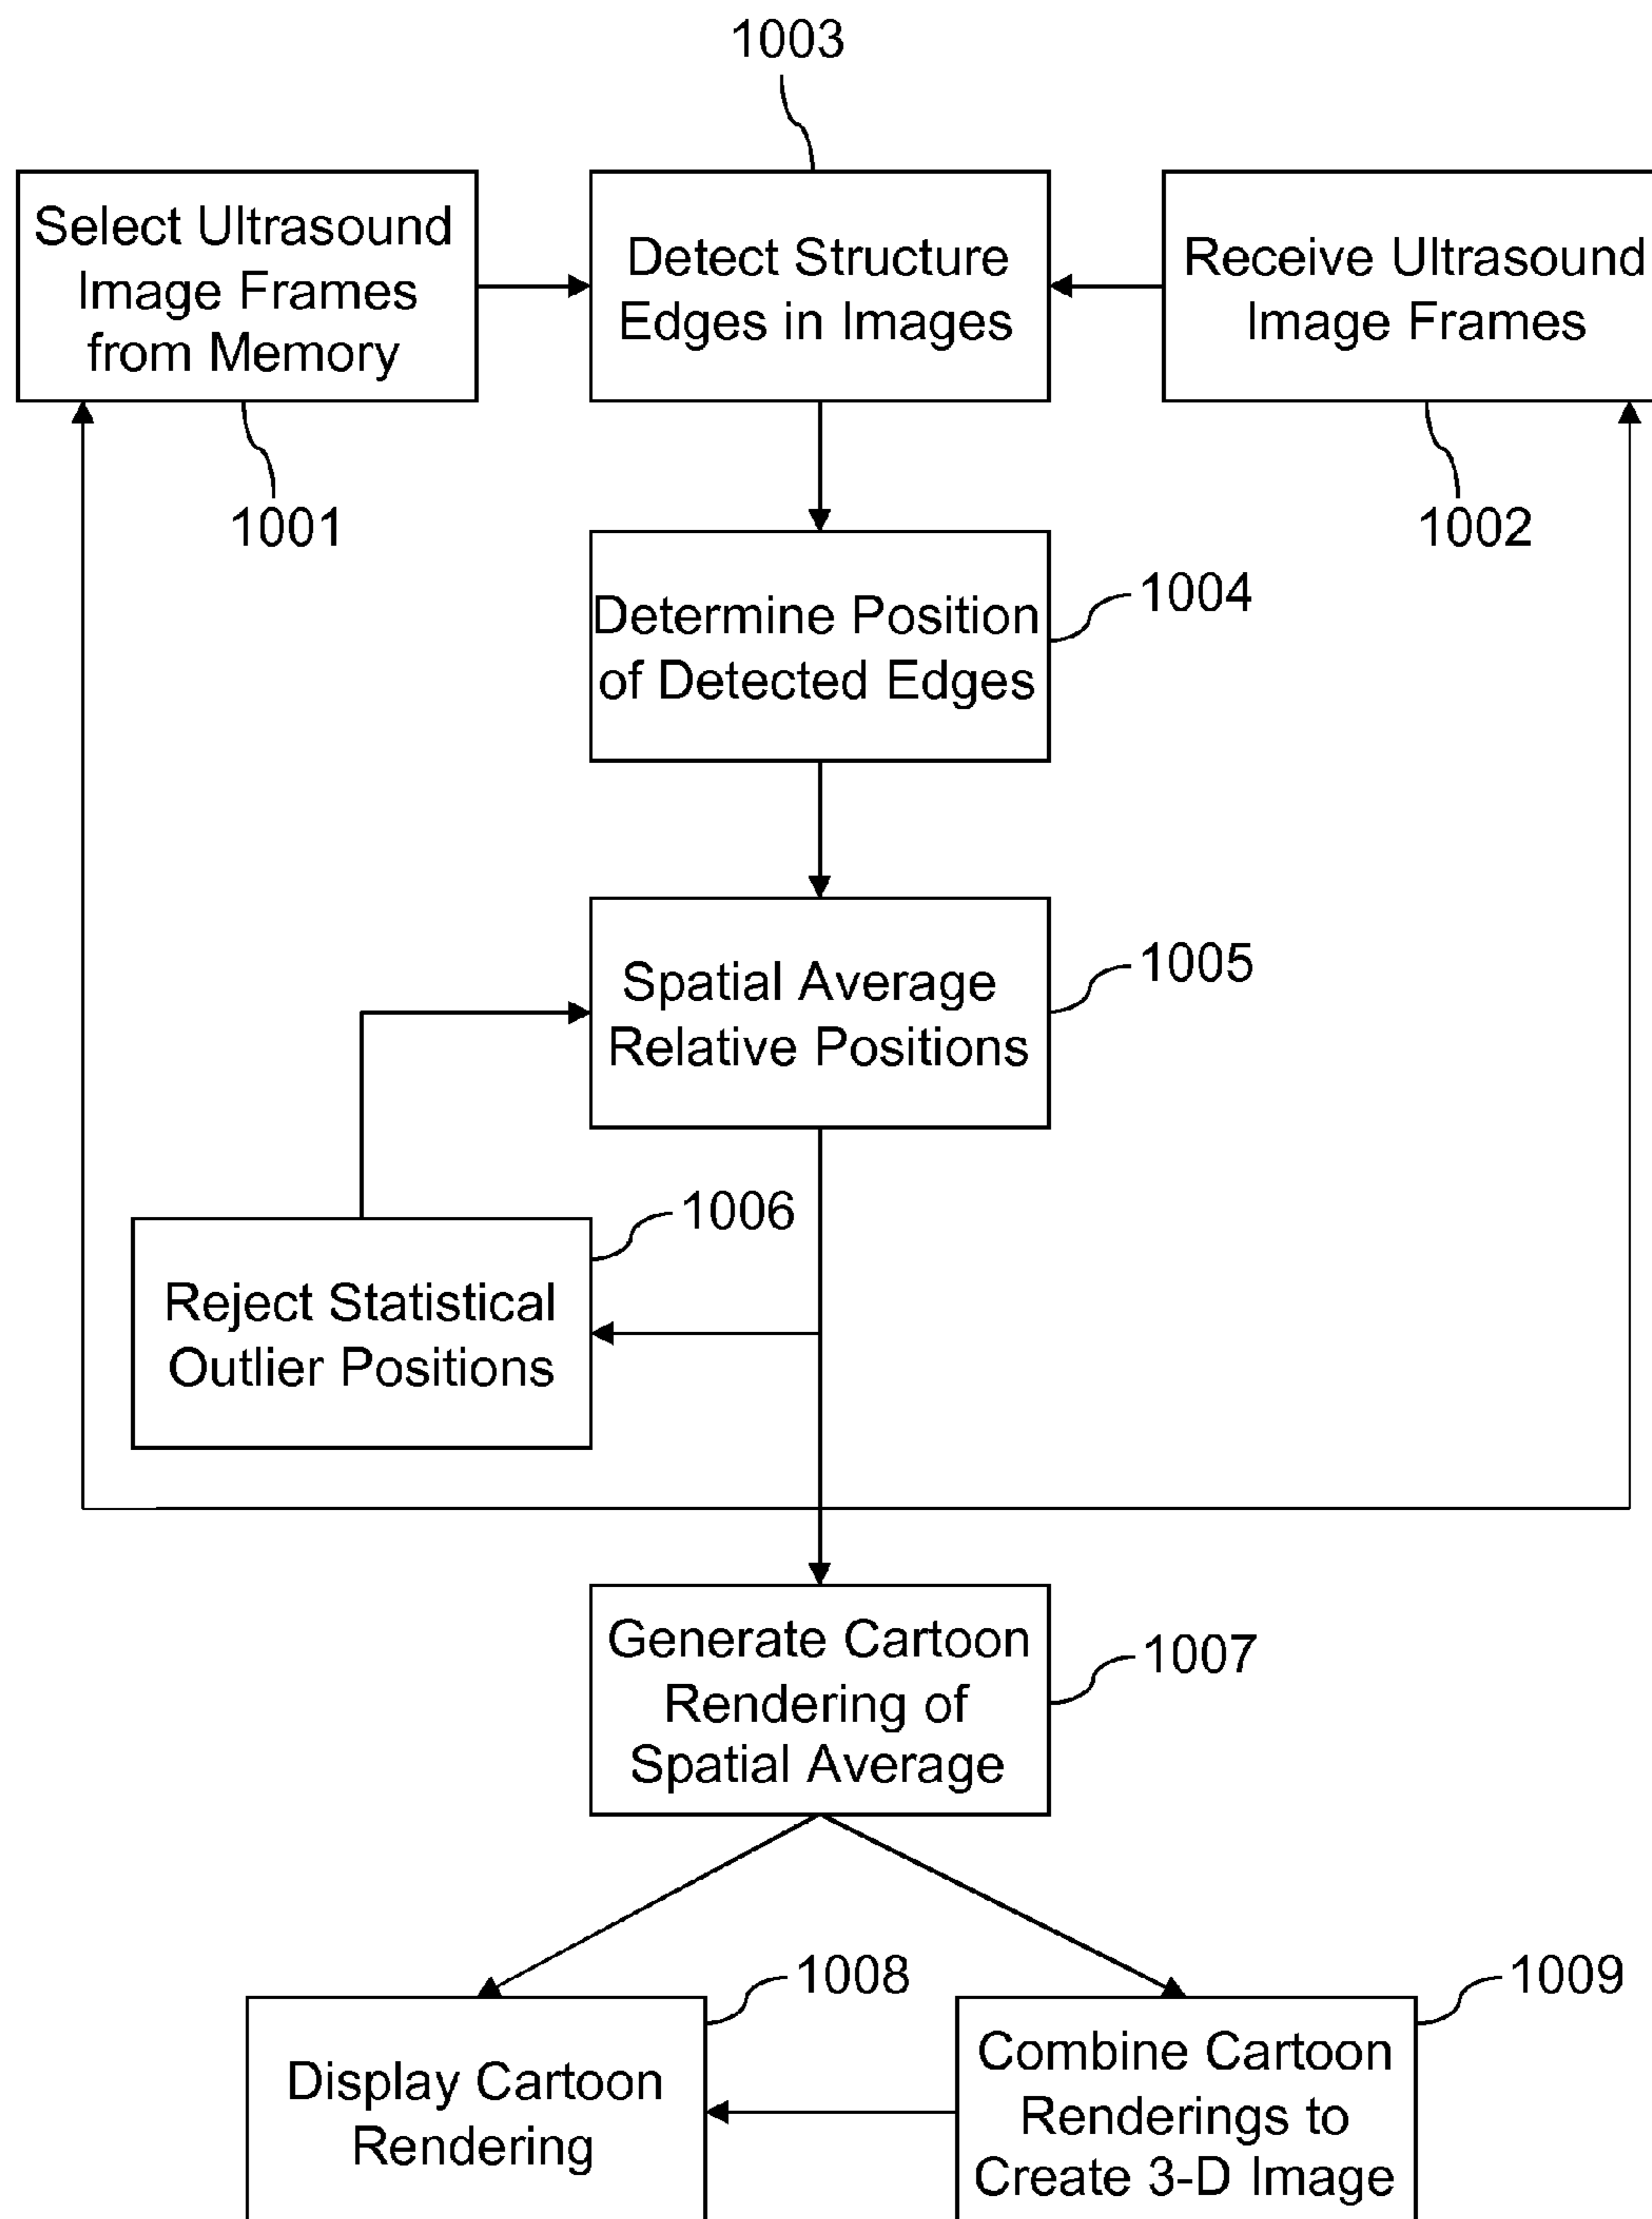 1003
Select Ultrasound
Image Frames
from Memory
Detect Structure
Edges in Images
Receive Ultrasound
Image Frames
1001
1002
Determine Position
of Detected Edges
1004
Spatial Average
Relative Positions
1005
1006
Reject Statistical
Outlier Positions
Generate Cartoon
Rendering of
Spatial Average
1007
1008
1009
Display Cartoon
Rendering
Combine Cartoon
Renderings to
Create 3-D Image